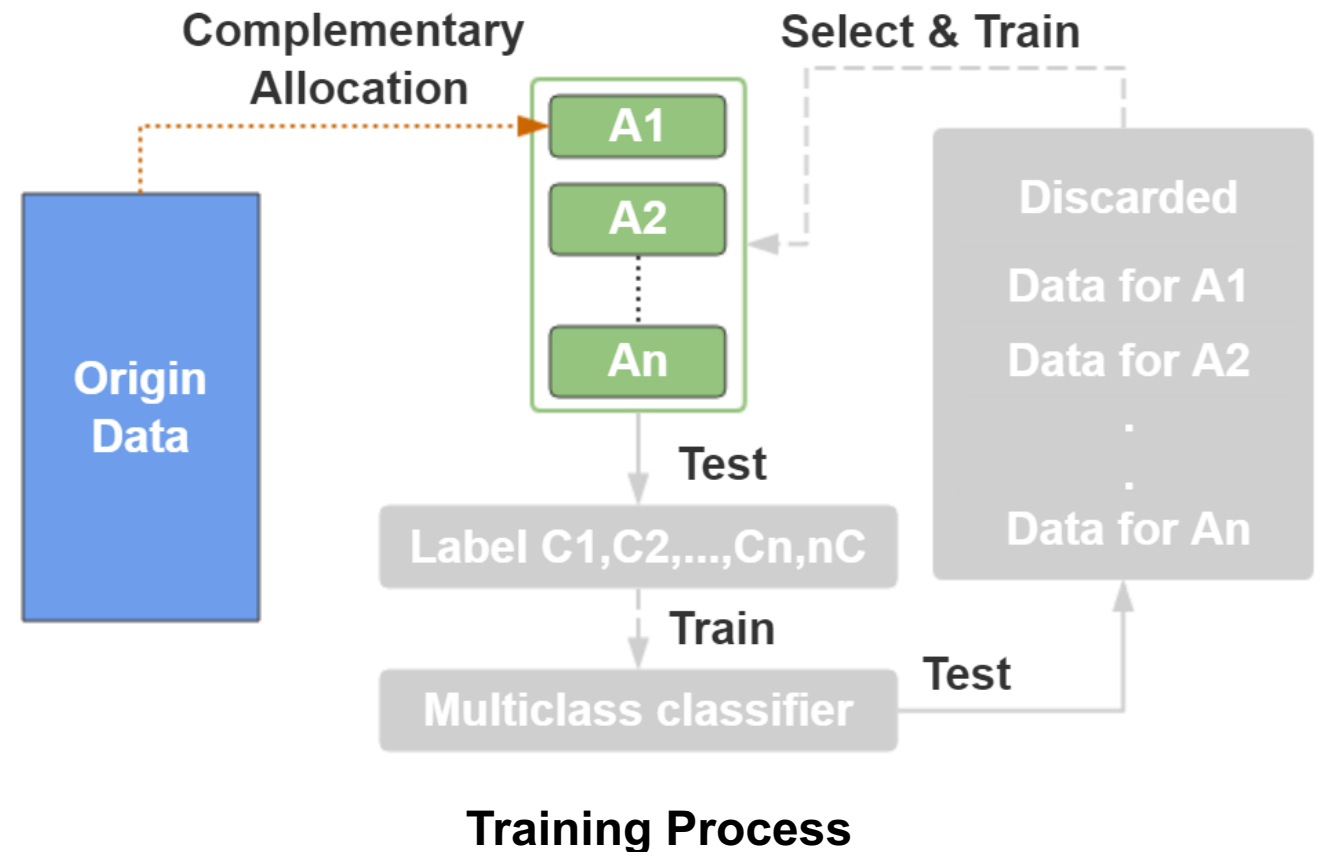 Complementary
Allocation
Select & Train
A1
A2
An
Origin
Data
Discarded
Data for A1
Data for A2
.
.
Data for An
Test
Label C1,C2,...,Cn,nC
Train
Multiclass classifier
Test
Training Process